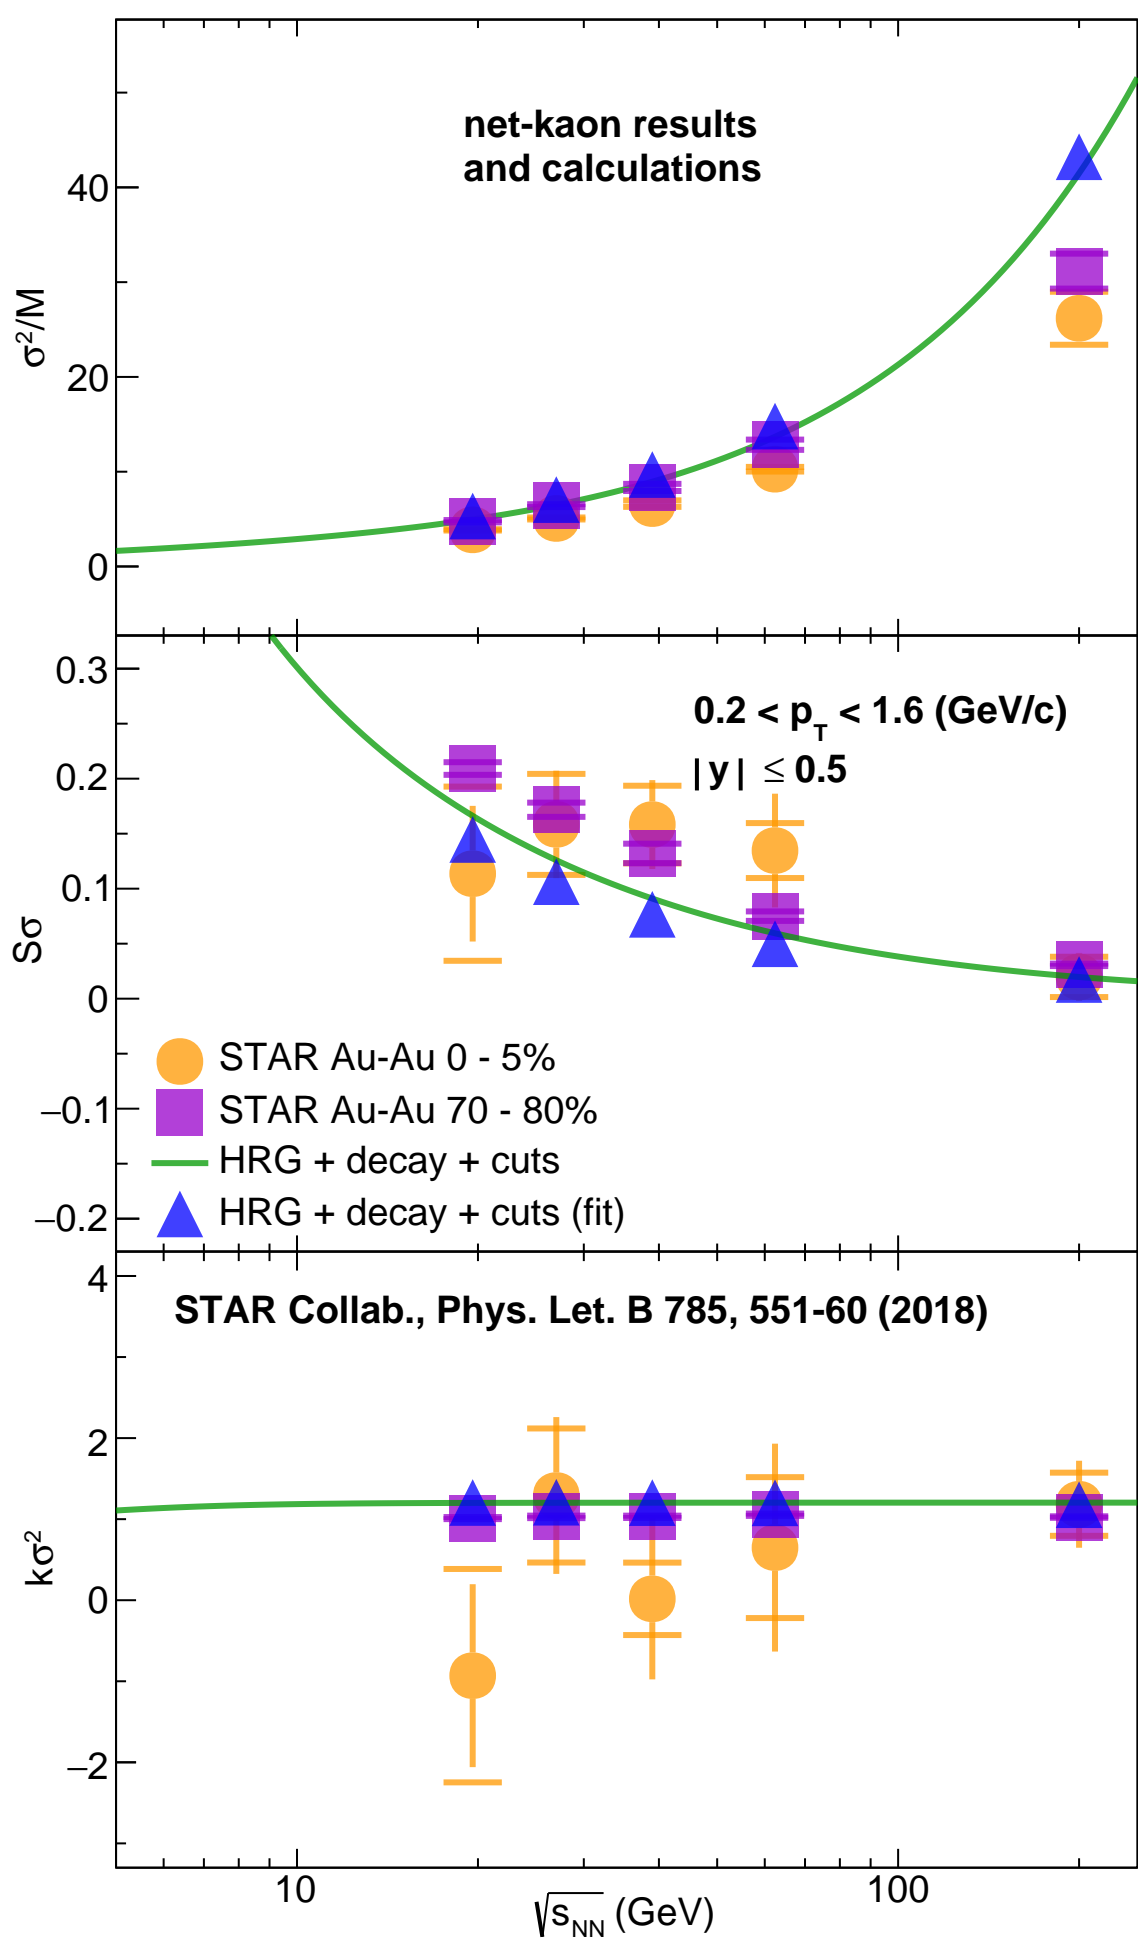 net-kaon results
and calculations
40
20
0
σ²/M
0.2 < p_T < 1.6 (GeV/c)
| y | ≤ 0.5
0.3
0.2
0.1
0
−0.1
−0.2
Sσ
STAR Au-Au 0 - 5%
STAR Au-Au 70 - 80%
HRG + decay + cuts
HRG + decay + cuts (fit)
STAR Collab., Phys. Let. B 785, 551-60 (2018)
4
2
0
−2
kσ²
10
100
√s_NN (GeV)